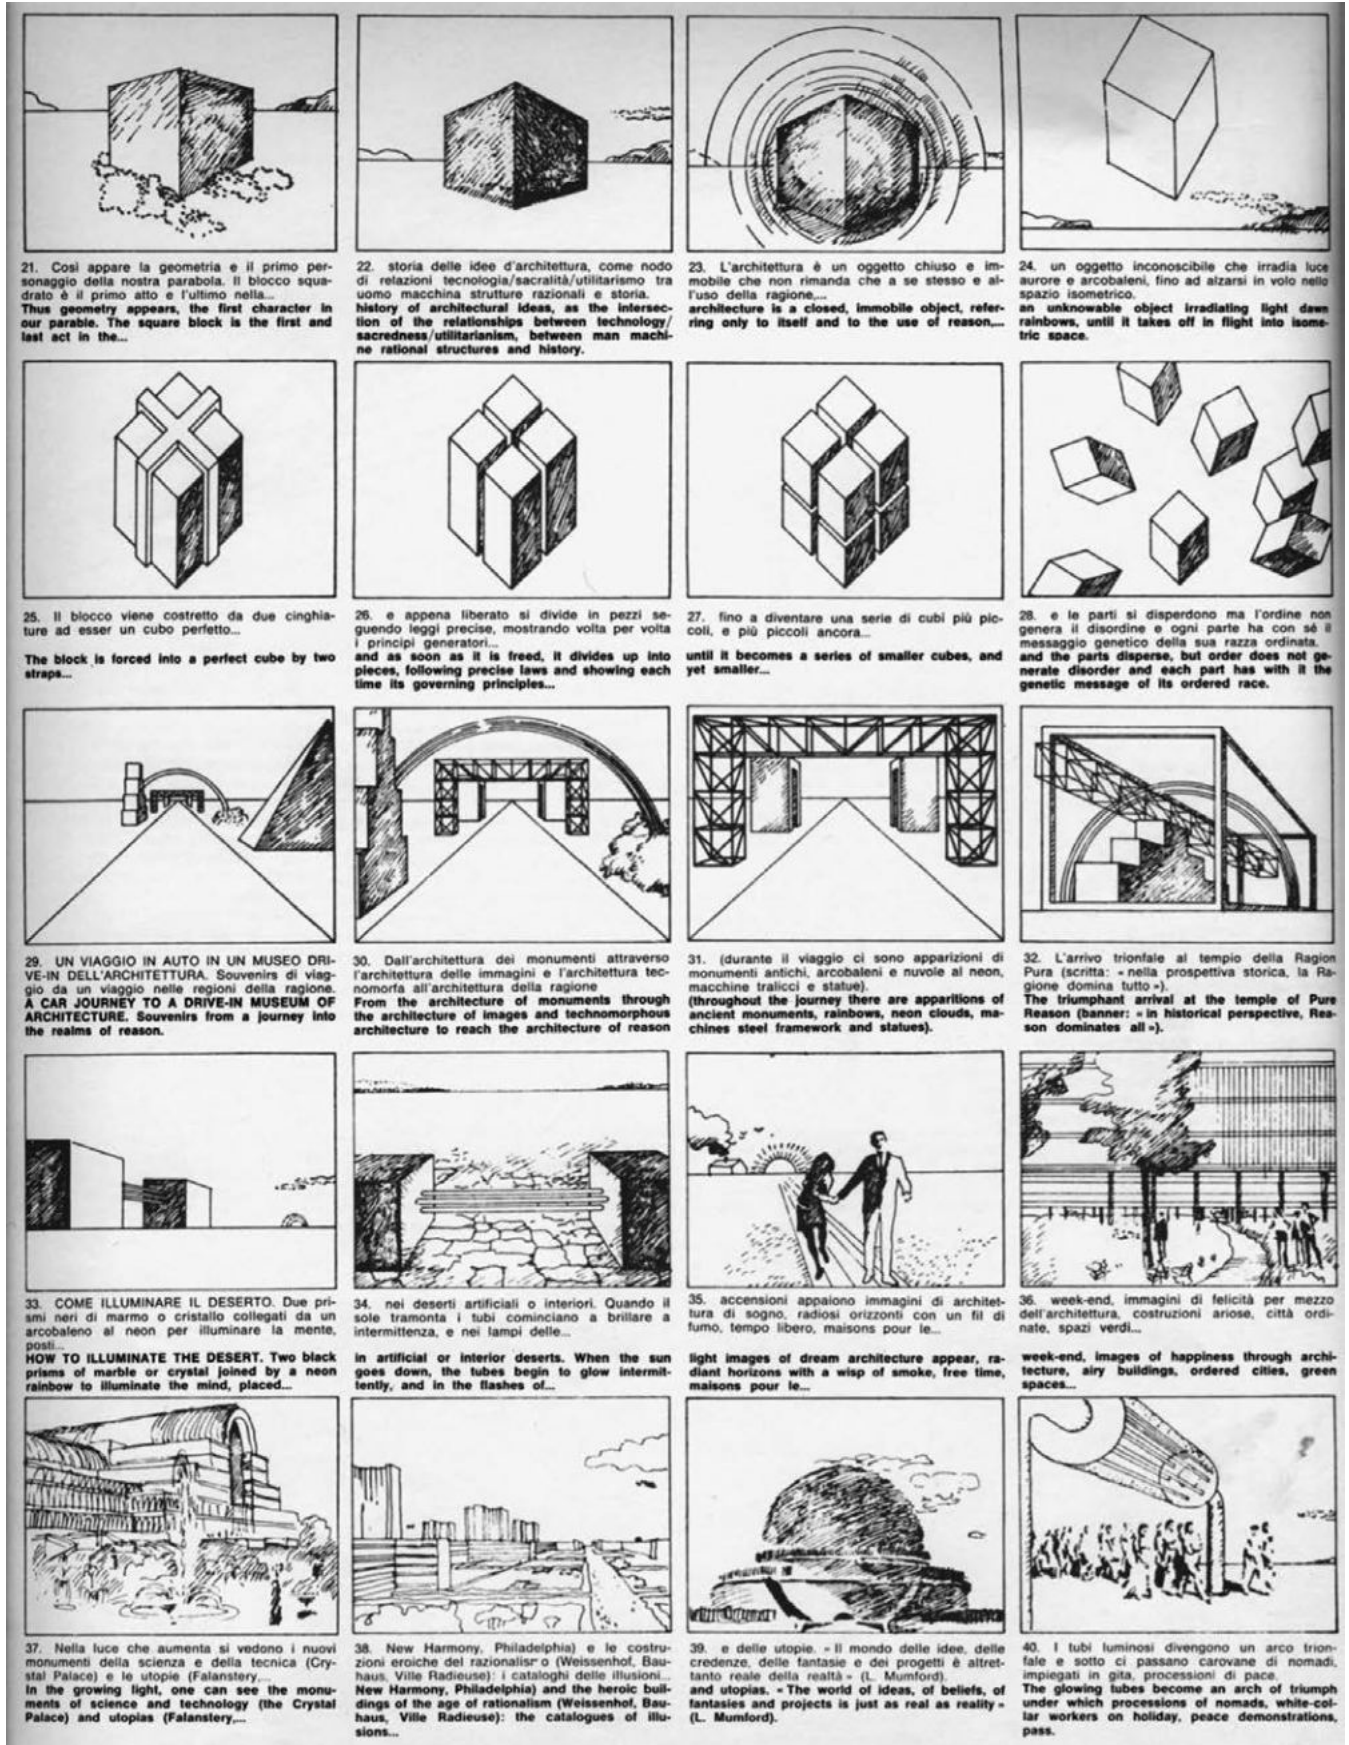 21. Così appare la geometria e il primo per-
sonaggio della nostra parabola. Il blocco squa-
drato è il primo atto e l'ultimo nella...
Thus geometry appears, the first character in
our parable. The square block is the first and
last act in the...
22. storia delle idee d'architettura, come nodo
di relazioni tecnologia/sacralità/utilitarismo tra
uomo macchina strutture razionali e storia.
history of architectural ideas, as the intersec-
tion of the relationships between technology/
sacredness/utilitarianism, between man machi-
ne rational structures and history.
23. L'architettura è un oggetto chiuso e im-
mobile che non rimanda che a se stesso e al-
l'uso della ragione,...
architecture is a closed, immobile object, refer-
ring only to itself and to the use of reason,...
24. un oggetto inconoscibile che irradia luce
aurore e arcobaleni, fino ad alzarsi in volo nello
spazio isometrico.
an unknowable object irradiating light dawn
rainbows, until it takes off in flight into isome-
tric space.
25. Il blocco viene costretto da due cinghia-
ture ad esser un cubo perfetto...
The block is forced into a perfect cube by two
straps...
26. e appena liberato si divide in pezzi se-
guendo leggi precise, mostrando volta per volta
i principi generatori...
and as soon as it is freed, it divides up into
pieces, following precise laws and showing each
time its governing principles...
27. fino a diventare una serie di cubi più pic-
coli, e più piccoli ancora...
until it becomes a series of smaller cubes, and
yet smaller...
28. e le parti si disperdono ma l'ordine non
genera il disordine e ogni parte ha con sé il
messaggio genetico della sua razza ordinata.
and the parts disperse, but order does not ge-
nerate disorder and each part has with it the
genetic message of its ordered race.
29. UN VIAGGIO IN AUTO IN UN MUSEO DRI-
VE-IN DELL'ARCHITETTURA. Souvenirs di viag-
gio da un viaggio nelle regioni della ragione.
A CAR JOURNEY TO A DRIVE-IN MUSEUM OF
ARCHITECTURE. Souvenirs from a journey into
the realms of reason.
30. Dall'architettura dei monumenti attraverso
l'architettura delle immagini e l'architettura tec-
nomorfa all'architettura della ragione
From the architecture of monuments through
the architecture of images and technomorphous
architecture to reach the architecture of reason
31. (durante il viaggio ci sono apparizioni di
monumenti antichi, arcobaleni e nuvole al neon,
macchine tralicci e statue).
(throughout the journey there are apparitions of
ancient monuments, rainbows, neon clouds, ma-
chines steel framework and statues).
32. L'arrivo trionfale al tempio della Ragion
Pura (scritta: « nella prospettiva storica, la Ra-
gione domina tutto »).
The triumphant arrival at the temple of Pure
Reason (banner: « in historical perspective, Rea-
son dominates all »).
33. COME ILLUMINARE IL DESERTO. Due pri-
smi neri di marmo o cristallo collegati da un
arcobaleno al neon per illuminare la mente,
posti...
HOW TO ILLUMINATE THE DESERT. Two black
prisms of marble or crystal joined by a neon
rainbow to illuminate the mind, placed...
34. nei deserti artificiali o interiori. Quando il
sole tramonta i tubi cominciano a brillare a
intermittenza, e nei lampi delle...
in artificial or interior deserts. When the sun
goes down, the tubes begin to glow intermit-
tently, and in the flashes of...
35. accensioni appaiono immagini di architet-
tura di sogno, radiosi orizzonti con un fil di
fumo, tempo libero, maisons pour le...
light images of dream architecture appear, ra-
diant horizons with a wisp of smoke, free time,
maisons pour le...
36. week-end, immagini di felicità per mezzo
dell'architettura, costruzioni ariose, città ordi-
nate, spazi verdi...
week-end, images of happiness through archi-
tecture, airy buildings, ordered cities, green
spaces...
37. Nella luce che aumenta si vedono i nuovi
monumenti della scienza e della tecnica (Cry-
stal Palace) e le utopie (Falanstery,...
In the growing light, one can see the monu-
ments of science and technology (the Crystal
Palace) and utopias (Falanstery,...
38. New Harmony, Philadelphia) e le costru-
zioni eroiche del razionalismo (Weissenhof, Bau-
haus, Ville Radieuse): i cataloghi delle illusioni...
New Harmony, Philadelphia) and the heroic buil-
dings of the age of rationalism (Weissenhof, Bau-
haus, Ville Radieuse): the catalogues of illu-
sions...
39. e delle utopie. « Il mondo delle idee, delle
credenze, delle fantasie e dei progetti è altret-
tanto reale della realtà » (L. Mumford).
and utopias. « The world of ideas, of beliefs, of
fantasies and projects is just as real as reality »
(L. Mumford).
40. I tubi luminosi divengono un arco trion-
fale e sotto ci passano carovane di nomadi,
impiegati in gita, processioni di pace.
The glowing tubes become an arch of triumph
under which processions of nomads, white-col-
lar workers on holiday, peace demonstrations,
pass.